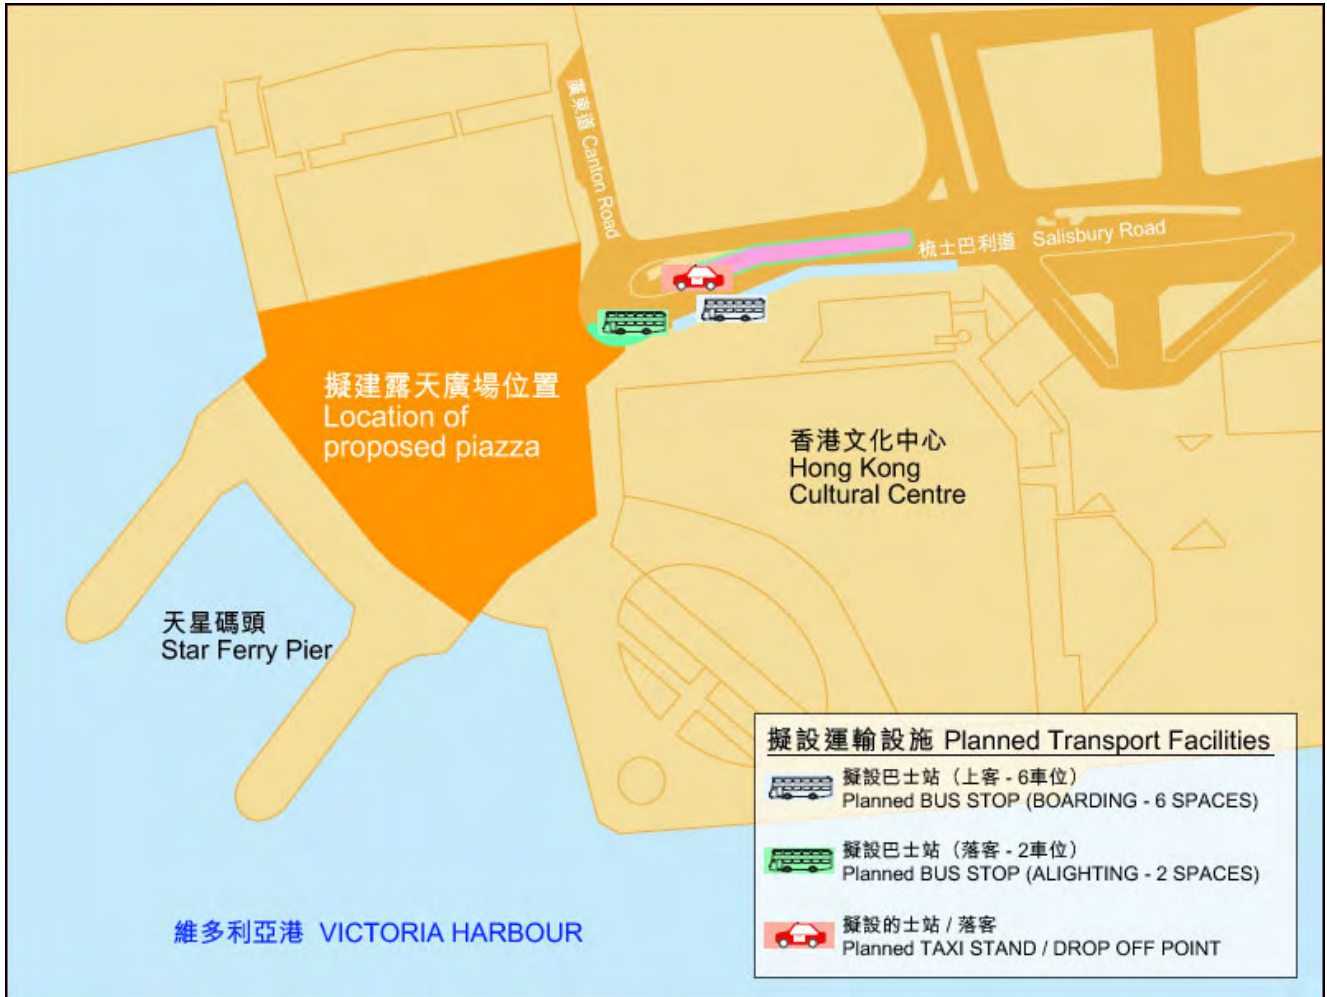 廣東道 Canton Road
梳士巴利道 Salisbury Road
擬建露天廣場位置
Location of
proposed piazza
香港文化中心
Hong Kong
Cultural Centre
天星碼頭
Star Ferry Pier
維多利亞港 VICTORIA HARBOUR
擬設運輸設施 Planned Transport Facilities
擬設巴士站（上客 - 6車位）
Planned BUS STOP (BOARDING - 6 SPACES)
擬設巴士站（落客 - 2車位）
Planned BUS STOP (ALIGHTING - 2 SPACES)
擬設的士站 / 落客
Planned TAXI STAND / DROP OFF POINT